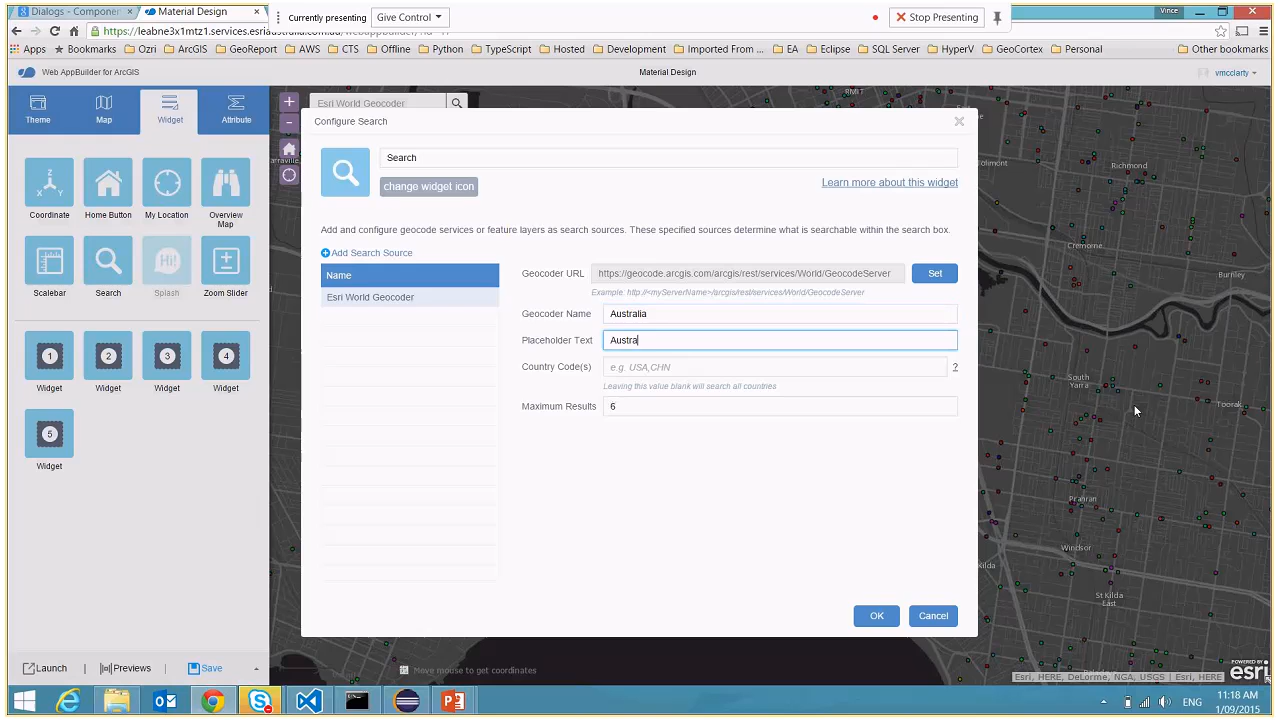 Dialogs - Componen
Material Design
Currently presenting
Give Control
Stop Presenting
Vince
Apps
Bookmarks
Ozri
ArcGIS
GeoReport
AWS
CTS
Offline
Python
TypeScript
Hosted
Development
Imported From ...
EA
Eclipse
SQL Server
HyperV
GeoCortex
Personal
Other bookmarks
Web AppBuilder for ArcGIS
Material Design
vmcclarty
Theme
Map
Widget
Attribute
Esri World Geocoder
RMIT
Richmond
Cremorne
Burnley
South
Yarra
Toorak
Prahran
Windsor
St Kilda
East
Configure Search
Search
change widget icon
Learn more about this widget
Add and configure geocode services or feature layers as search sources. These specified sources determine what is searchable within the search box.
Add Search Source
Name
Esri World Geocoder
Geocoder URL
https://geocode.arcgis.com/arcgis/rest/services/World/GeocodeServer
Set
Example: http://<myServerName>/arcgis/rest/services/World/GeocodeServer
Geocoder Name
Australia
Placeholder Text
Austra
Country Code(s)
e.g. USA,CHN
?
Leaving this value blank will search all countries
Maximum Results
6
OK
Cancel
Coordinate
Home Button
My Location
Overview
Map
Scalebar
Search
Hi!
Splash
Zoom Slider
1
Widget
2
Widget
3
Widget
4
Widget
5
Widget
Launch
Previews
Save
Move mouse to get coordinates
POWERED BY
esri
Esri, HERE, DeLorme, NGA, USGS | Esri, HERE
ENG
11:18 AM
1/09/2015